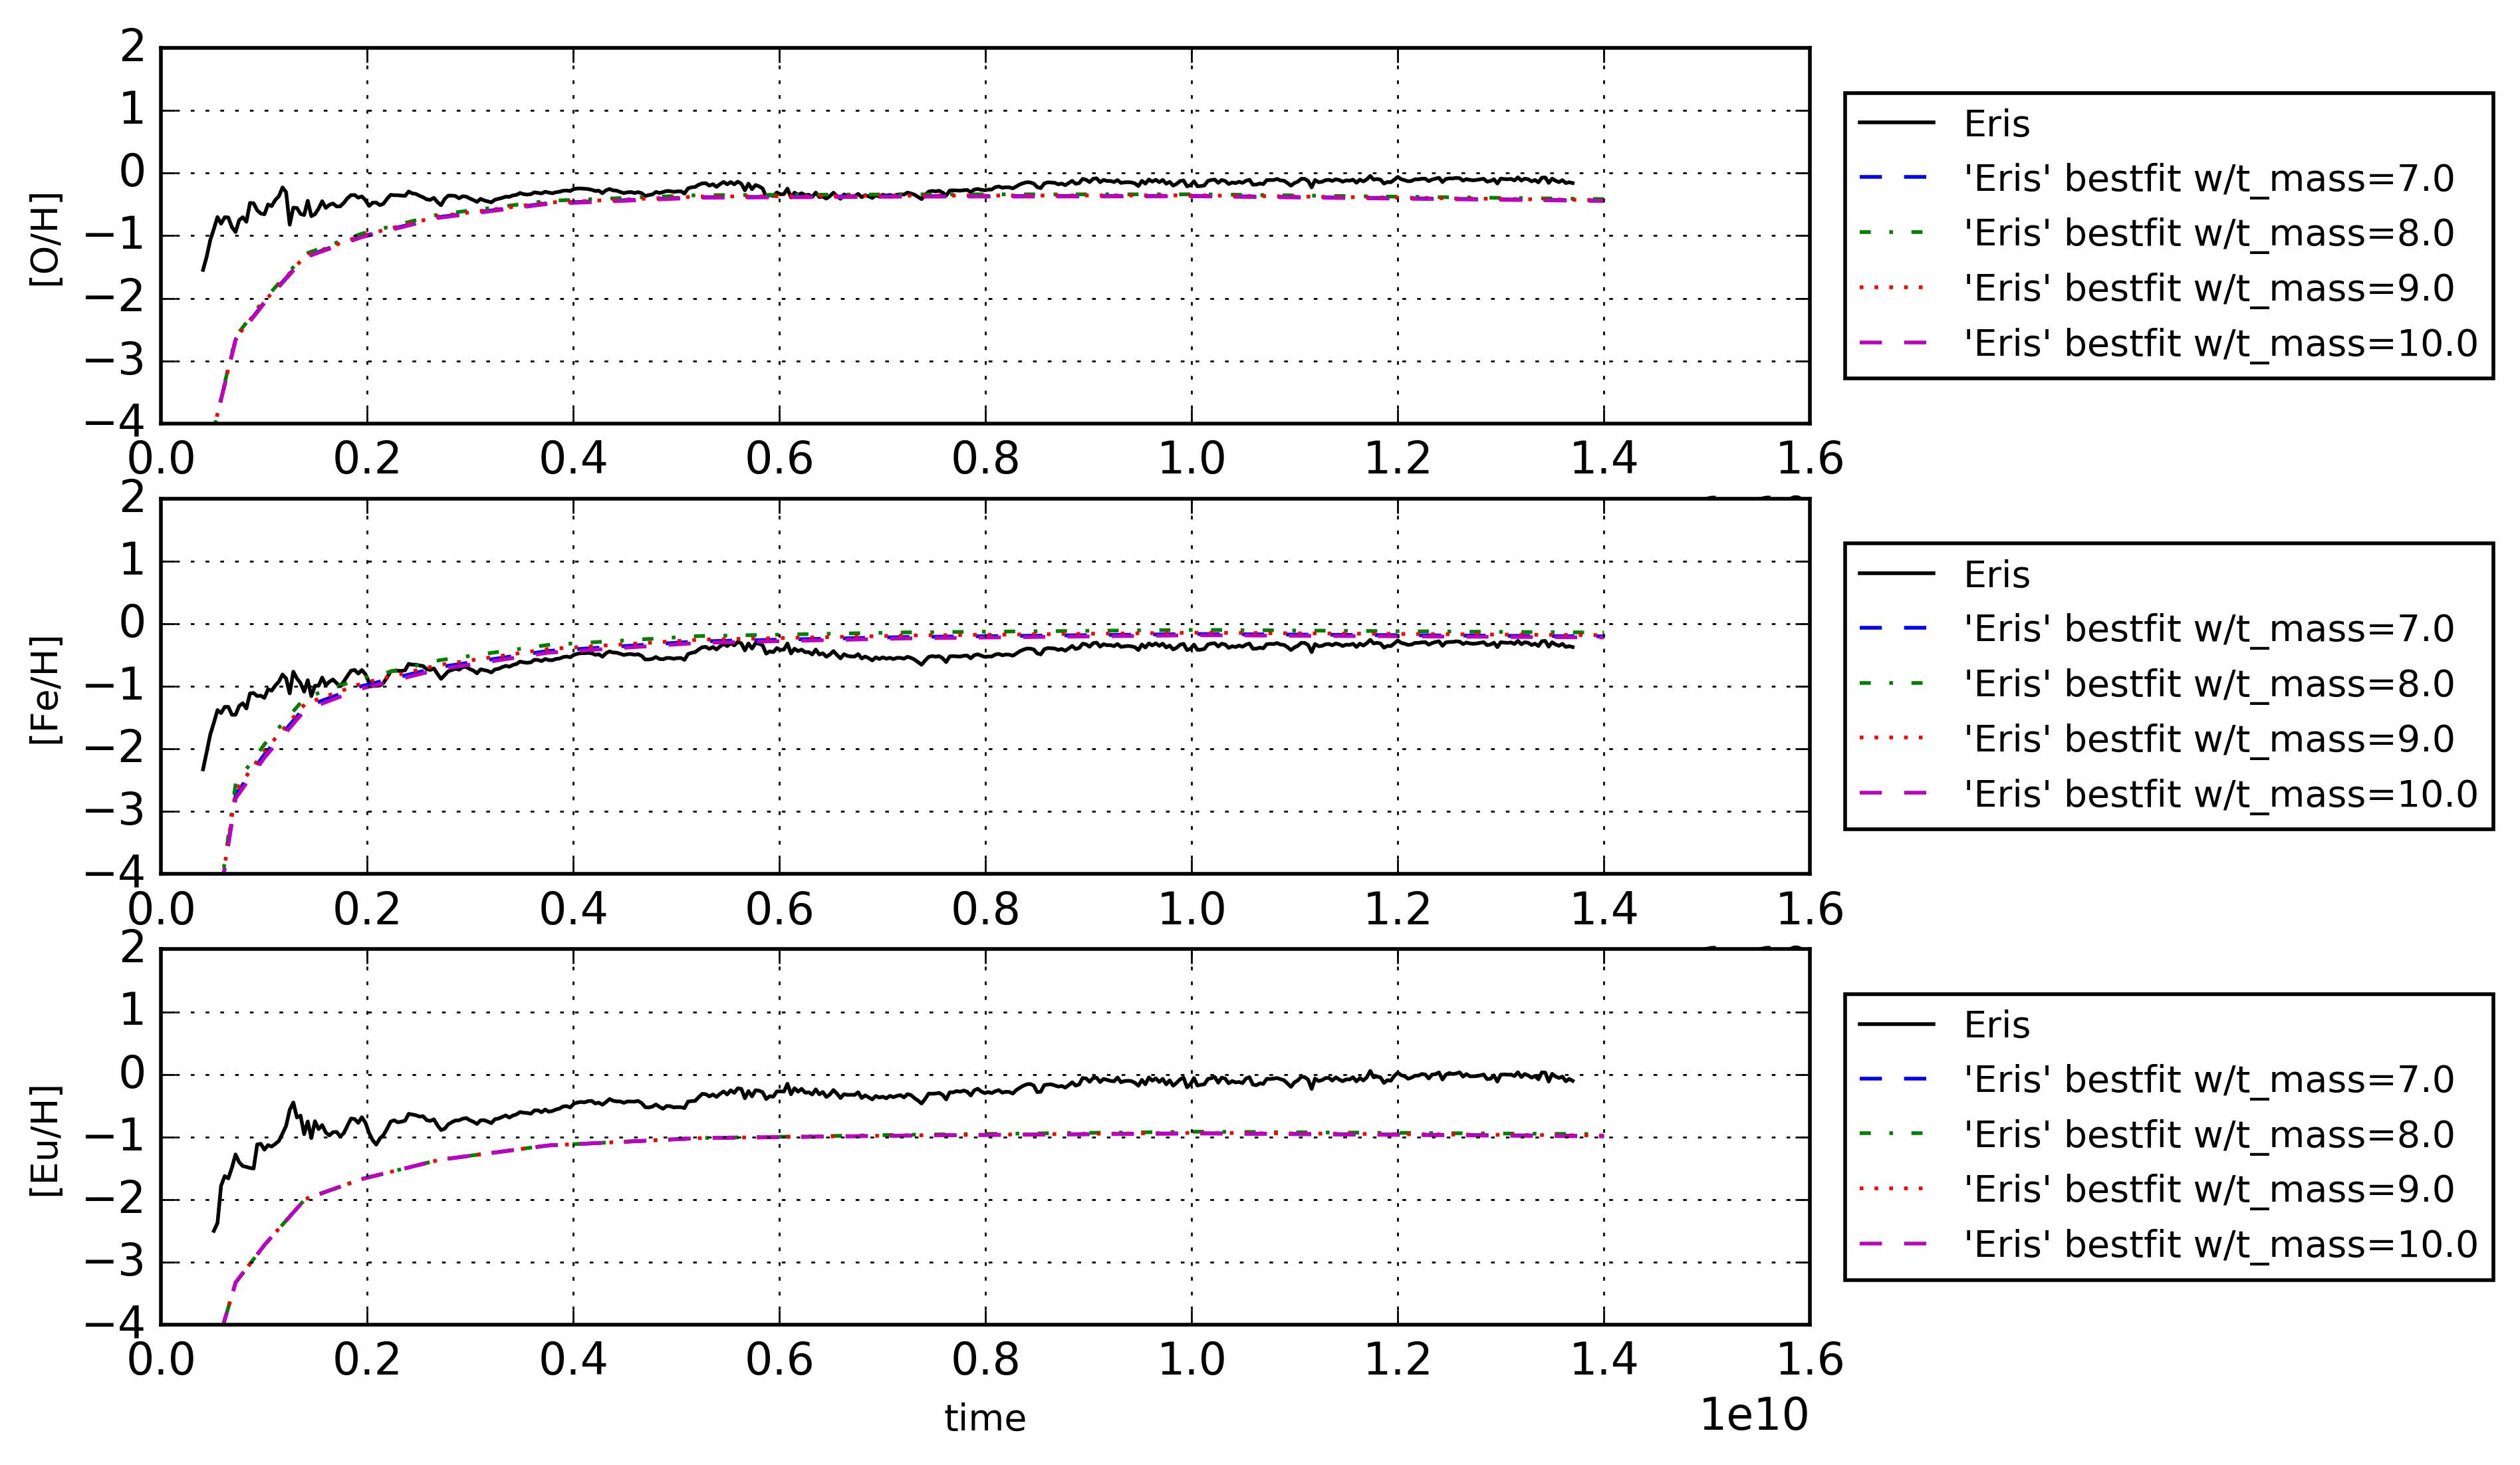 2
1
0
−1
−2
−3
−4
[O/H]
0.0 0.2 0.4 0.6 0.8 1.0 1.2 1.4 1.6
Eris
'Eris' bestfit w/t_mass=7.0
'Eris' bestfit w/t_mass=8.0
'Eris' bestfit w/t_mass=9.0
'Eris' bestfit w/t_mass=10.0
2
1
0
−1
−2
−3
−4
[Fe/H]
0.0 0.2 0.4 0.6 0.8 1.0 1.2 1.4 1.6
Eris
'Eris' bestfit w/t_mass=7.0
'Eris' bestfit w/t_mass=8.0
'Eris' bestfit w/t_mass=9.0
'Eris' bestfit w/t_mass=10.0
2
1
0
−1
−2
−3
−4
[Eu/H]
0.0 0.2 0.4 0.6 0.8 1.0 1.2 1.4 1.6
time
1e10
Eris
'Eris' bestfit w/t_mass=7.0
'Eris' bestfit w/t_mass=8.0
'Eris' bestfit w/t_mass=9.0
'Eris' bestfit w/t_mass=10.0